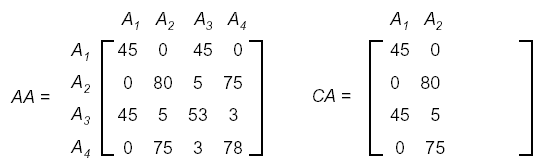 A1 A2 A3 A4 A1 A2
A1 45 0 45 0 45 0
A2 0 80 5 75 0 80
AA = CA =
A3 45 5 53 3 45 5
A4 0 75 3 78 0 75